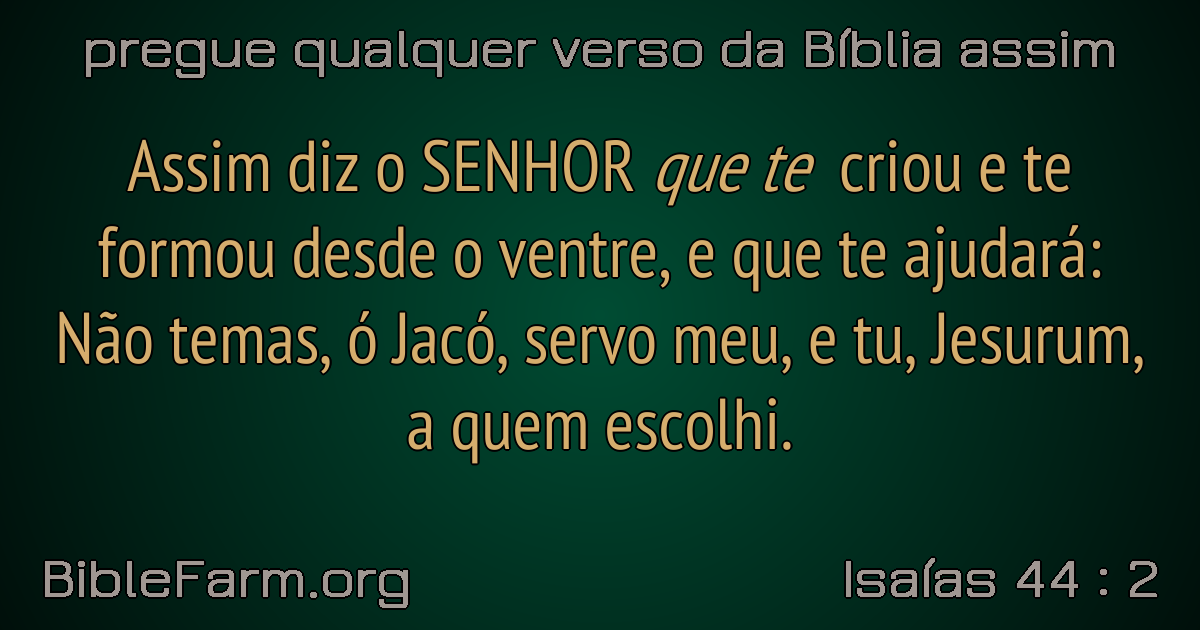 pregue qualquer verso da Bíblia assim
Assim diz o SENHOR que te criou e te
formou desde o ventre, e que te ajudará:
Não temas, ó Jacó, servo meu, e tu, Jesurum,
a quem escolhi.
BibleFarm.org
Isaías 44 : 2